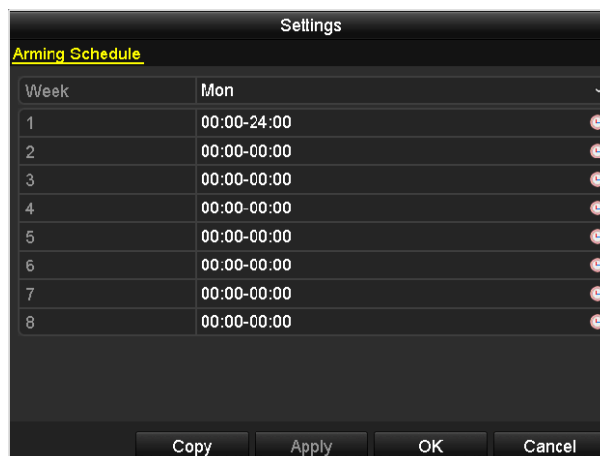 Settings
Arming Schedule
Week Mon
1 00:00-24:00
2 00:00-00:00
3 00:00-00:00
4 00:00-00:00
5 00:00-00:00
6 00:00-00:00
7 00:00-00:00
8 00:00-00:00
Copy Apply OK Cancel